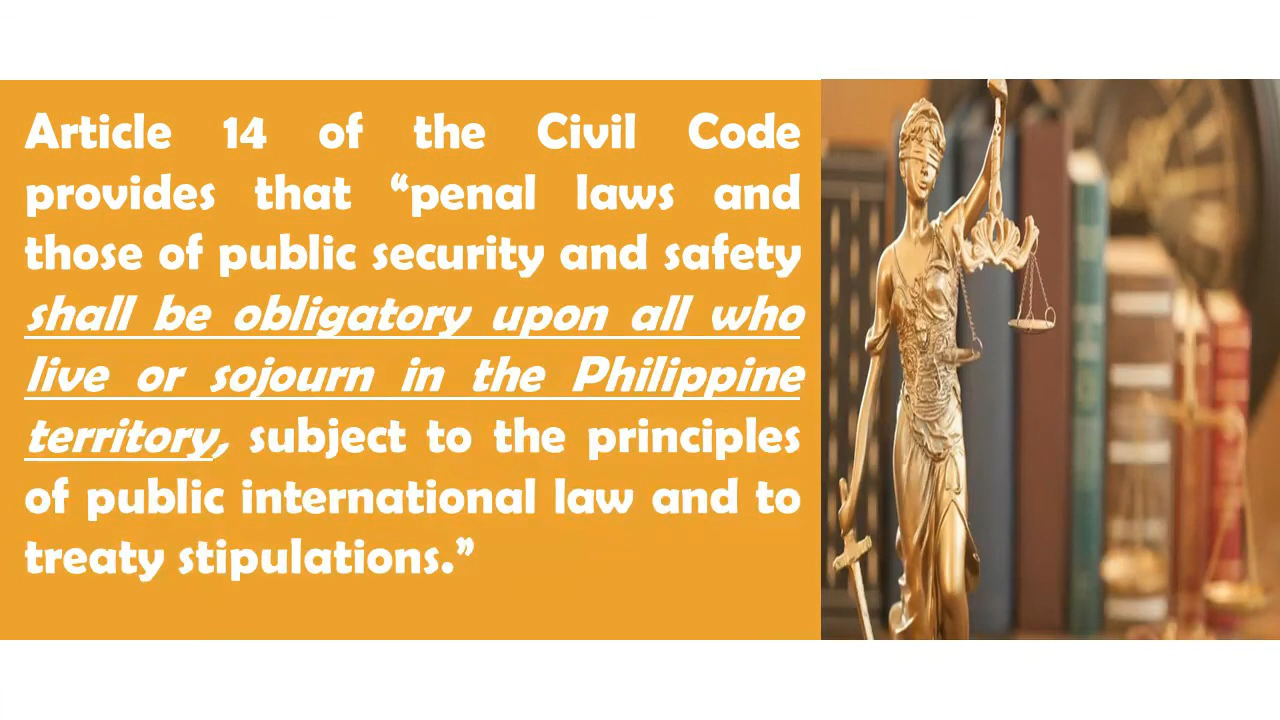 Article 14 of the Civil Code
provides that “penal laws and
those of public security and safety
shall be obligatory upon all who
live or sojourn in the Philippine
territory, subject to the principles
of public international law and to
treaty stipulations.”